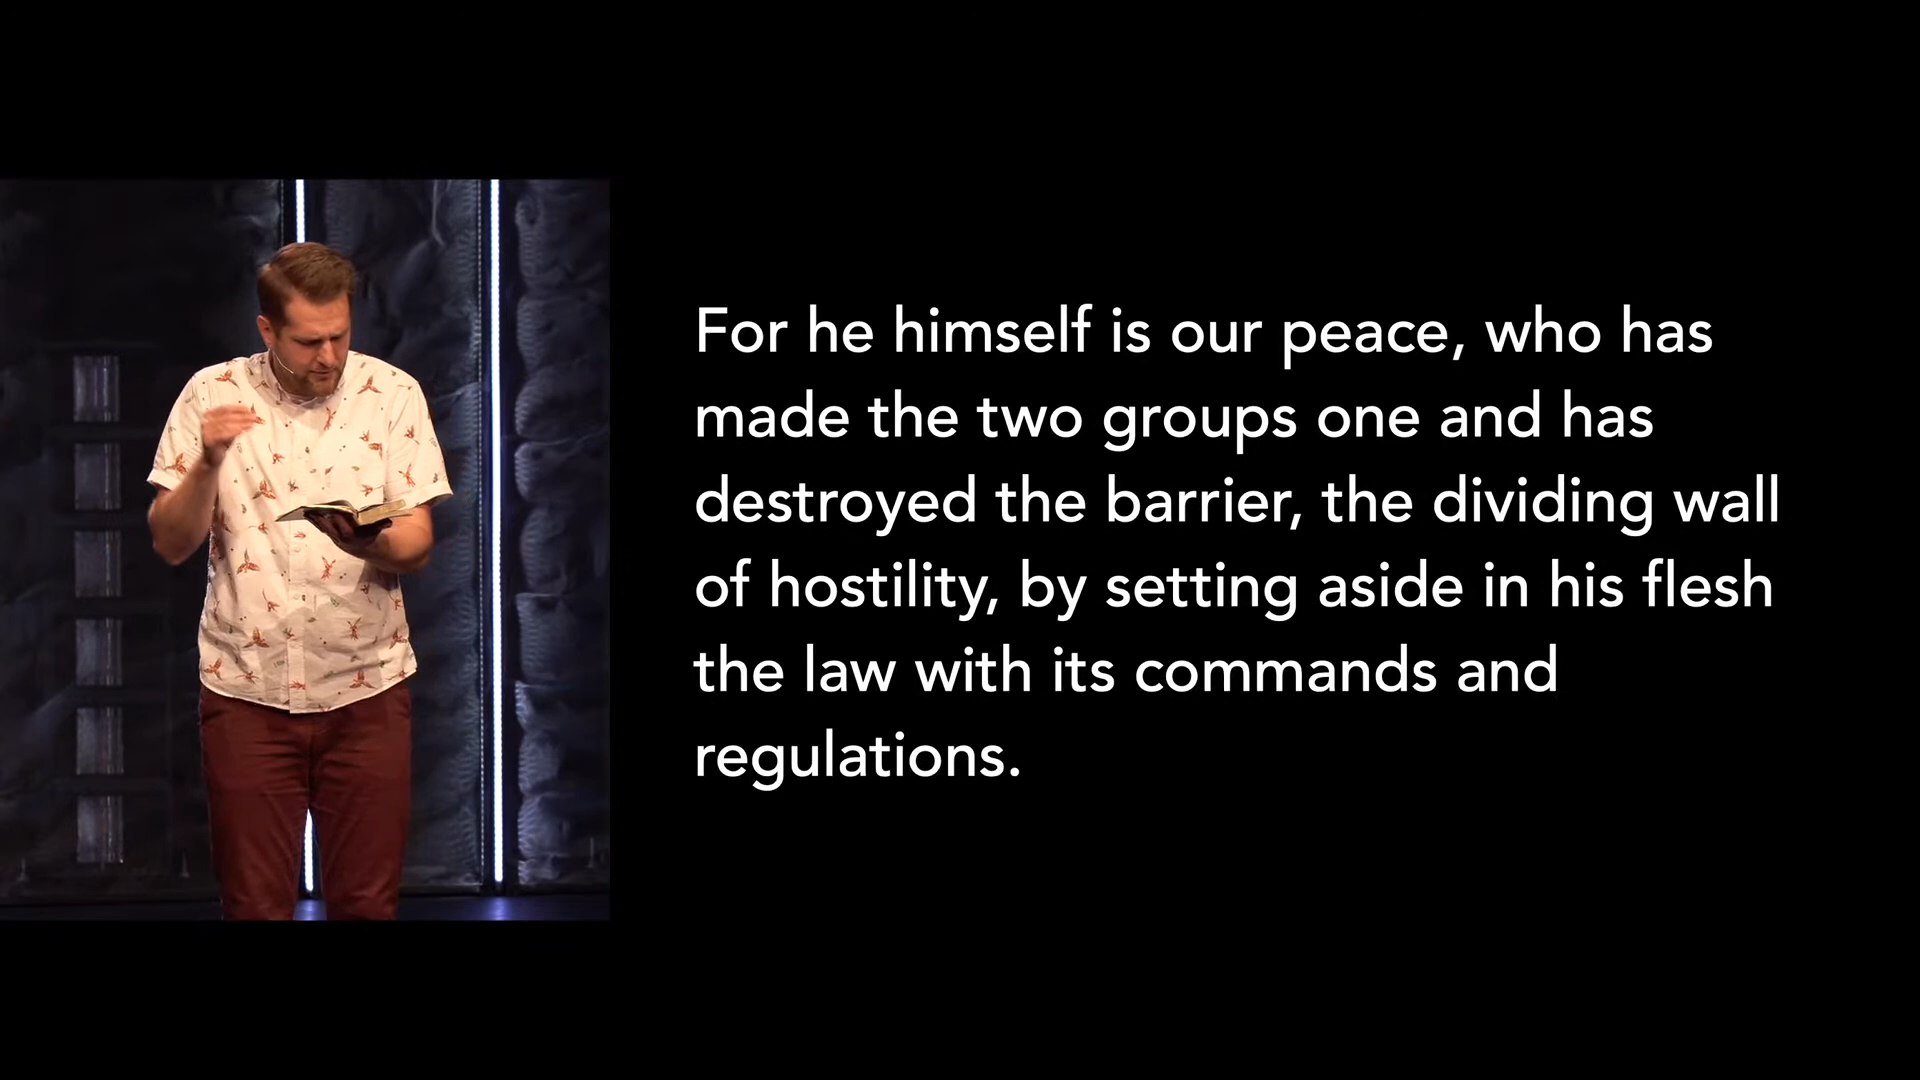 For he himself is our peace, who has
made the two groups one and has
destroyed the barrier, the dividing wall
of hostility, by setting aside in his flesh
the law with its commands and
regulations.